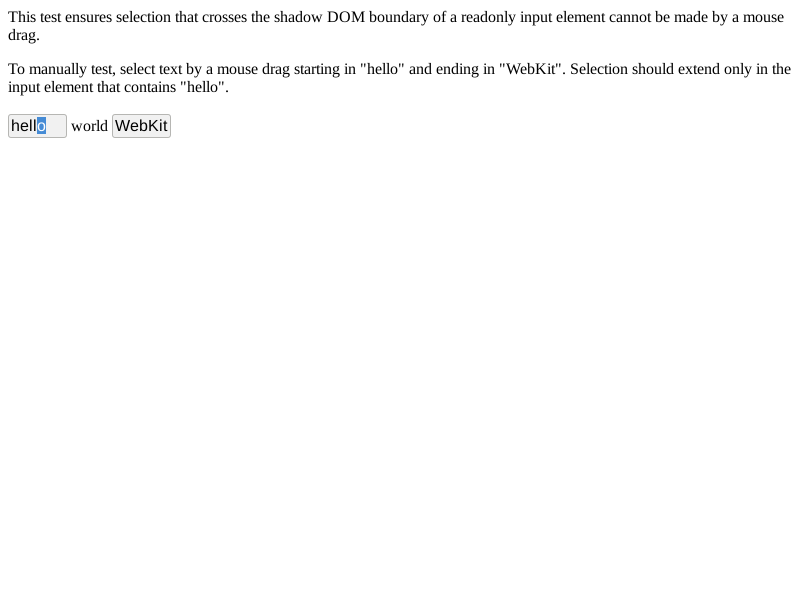 This test ensures selection that crosses the shadow DOM boundary of a readonly input element cannot be made by a mouse
drag.
To manually test, select text by a mouse drag starting in "hello" and ending in "WebKit". Selection should extend only in the
input element that contains "hello".
hello world WebKit